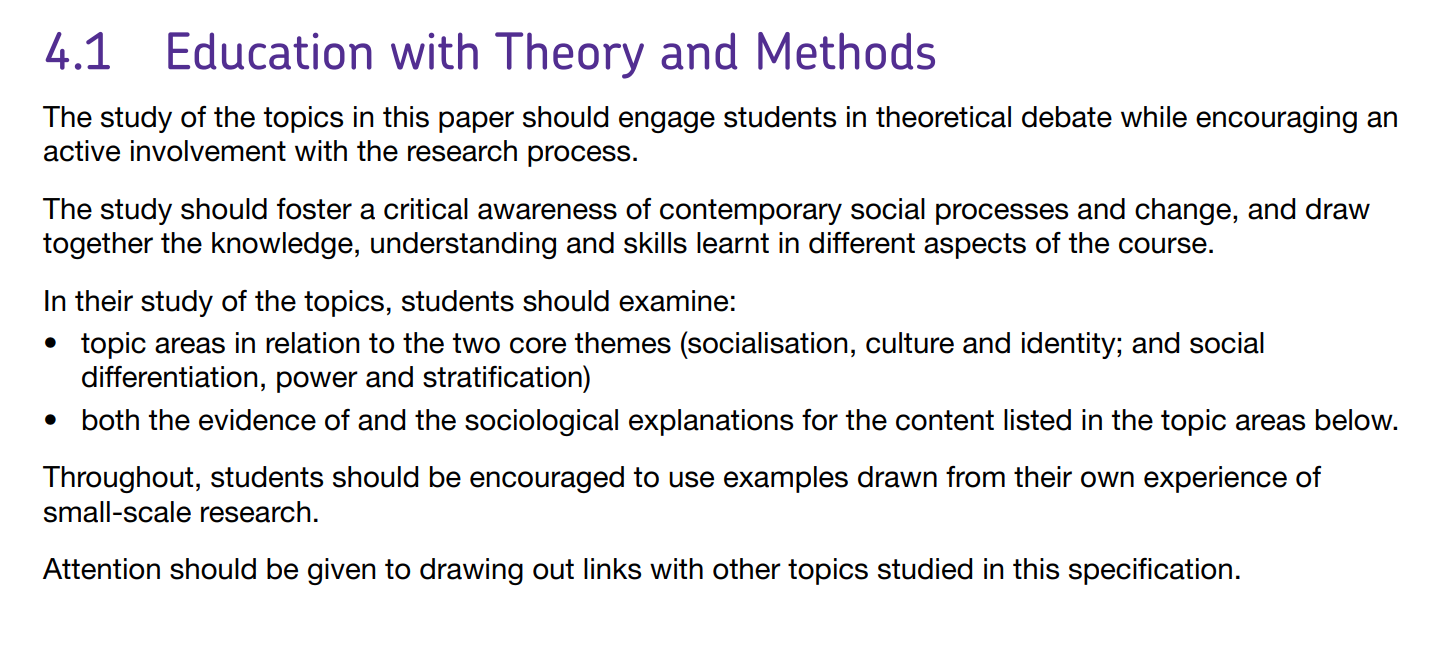 4.1 Education with Theory and Methods
The study of the topics in this paper should engage students in theoretical debate while encouraging an
active involvement with the research process.
The study should foster a critical awareness of contemporary social processes and change, and draw
together the knowledge, understanding and skills learnt in different aspects of the course.
In their study of the topics, students should examine:
• topic areas in relation to the two core themes (socialisation, culture and identity; and social
differentiation, power and stratification)
• both the evidence of and the sociological explanations for the content listed in the topic areas below.
Throughout, students should be encouraged to use examples drawn from their own experience of
small-scale research.
Attention should be given to drawing out links with other topics studied in this specification.